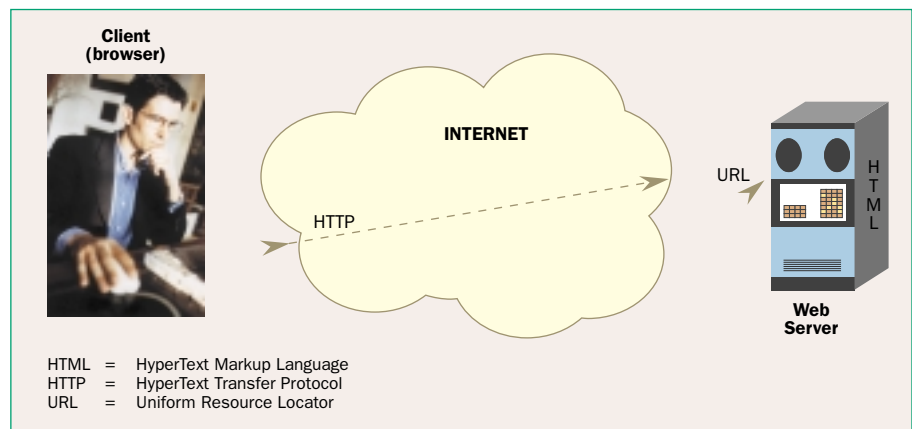 Client
(browser)
INTERNET
HTTP
URL
HTML
Web
Server
HTML = HyperText Markup Language
HTTP = HyperText Transfer Protocol
URL = Uniform Resource Locator